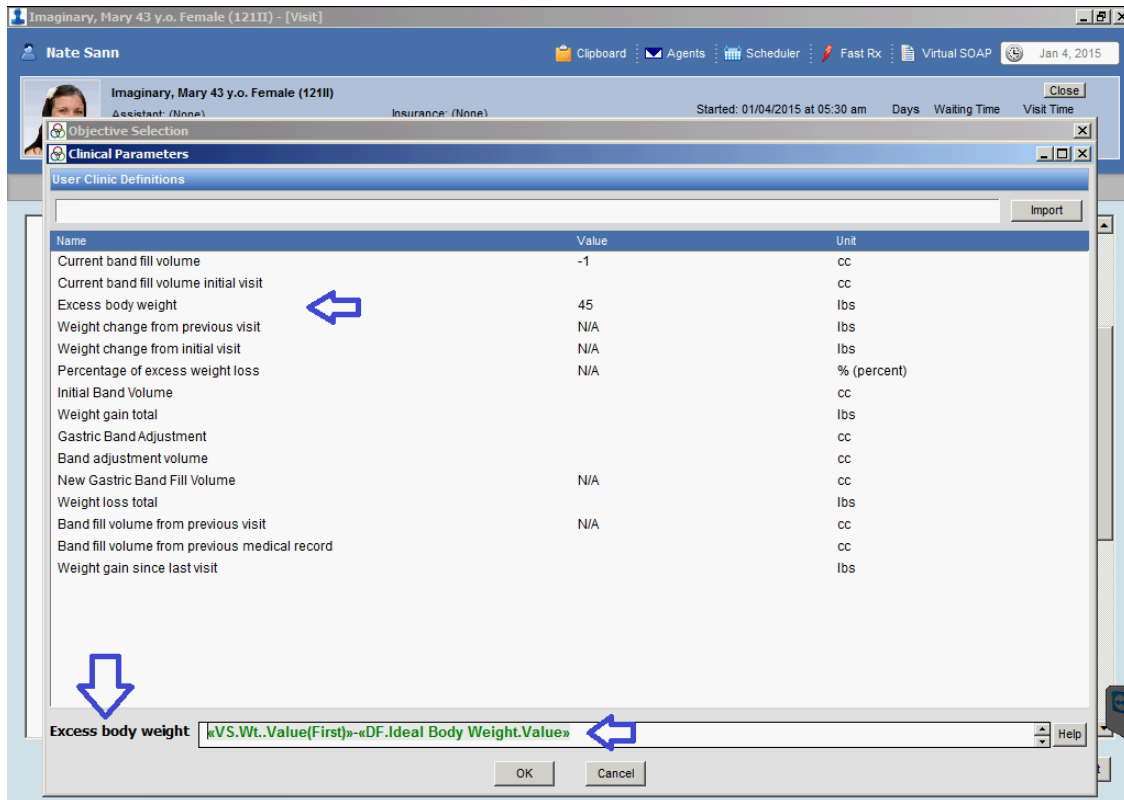 Imaginary, Mary 43 y.o. Female (121II) - [Visit]
Nate Sann Clipboard Agents Scheduler Fast Rx Virtual SOAP Jan 4, 2015
Imaginary, Mary 43 y.o. Female (121II) Close
Assistant: (None) Insurance: (None) Started: 01/04/2015 at 05:30 am Days Waiting Time Visit Time
Objective Selection
Clinical Parameters
User Clinic Definitions
Import
Name Value Unit
Current band fill volume -1 cc
Current band fill volume initial visit cc
Excess body weight 45 lbs
Weight change from previous visit N/A lbs
Weight change from initial visit N/A lbs
Percentage of excess weight loss N/A % (percent)
Initial Band Volume cc
Weight gain total lbs
Gastric Band Adjustment cc
Band adjustment volume cc
New Gastric Band Fill Volume N/A cc
Weight loss total lbs
Band fill volume from previous visit N/A cc
Band fill volume from previous medical record cc
Weight gain since last visit lbs
Excess body weight «VS.Wt..Value(First)»-«DF.Ideal Body Weight.Value» Help
OK Cancel